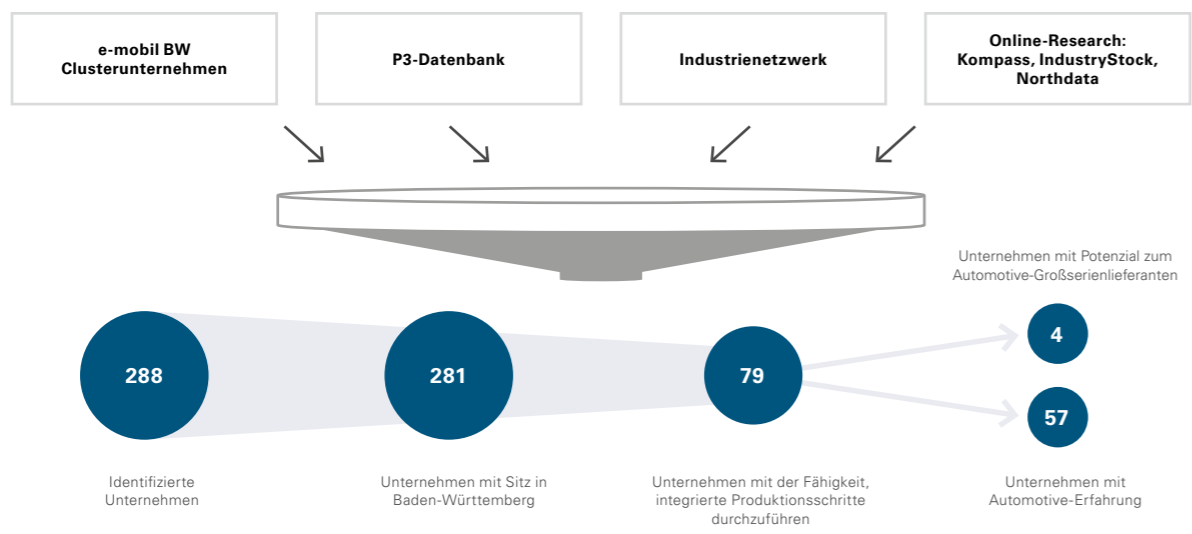 e-mobil BW
Clusterunternehmen
P3-Datenbank
Industrienetzwerk
Online-Research:
Kompass, IndustryStock,
Northdata
Unternehmen mit Potenzial zum
Automotive-Großserienlieferanten
288
281
79
4
57
Identifizierte
Unternehmen
Unternehmen mit Sitz in
Baden-Württemberg
Unternehmen mit der Fähigkeit,
integrierte Produktionsschritte
durchzuführen
Unternehmen mit
Automotive-Erfahrung